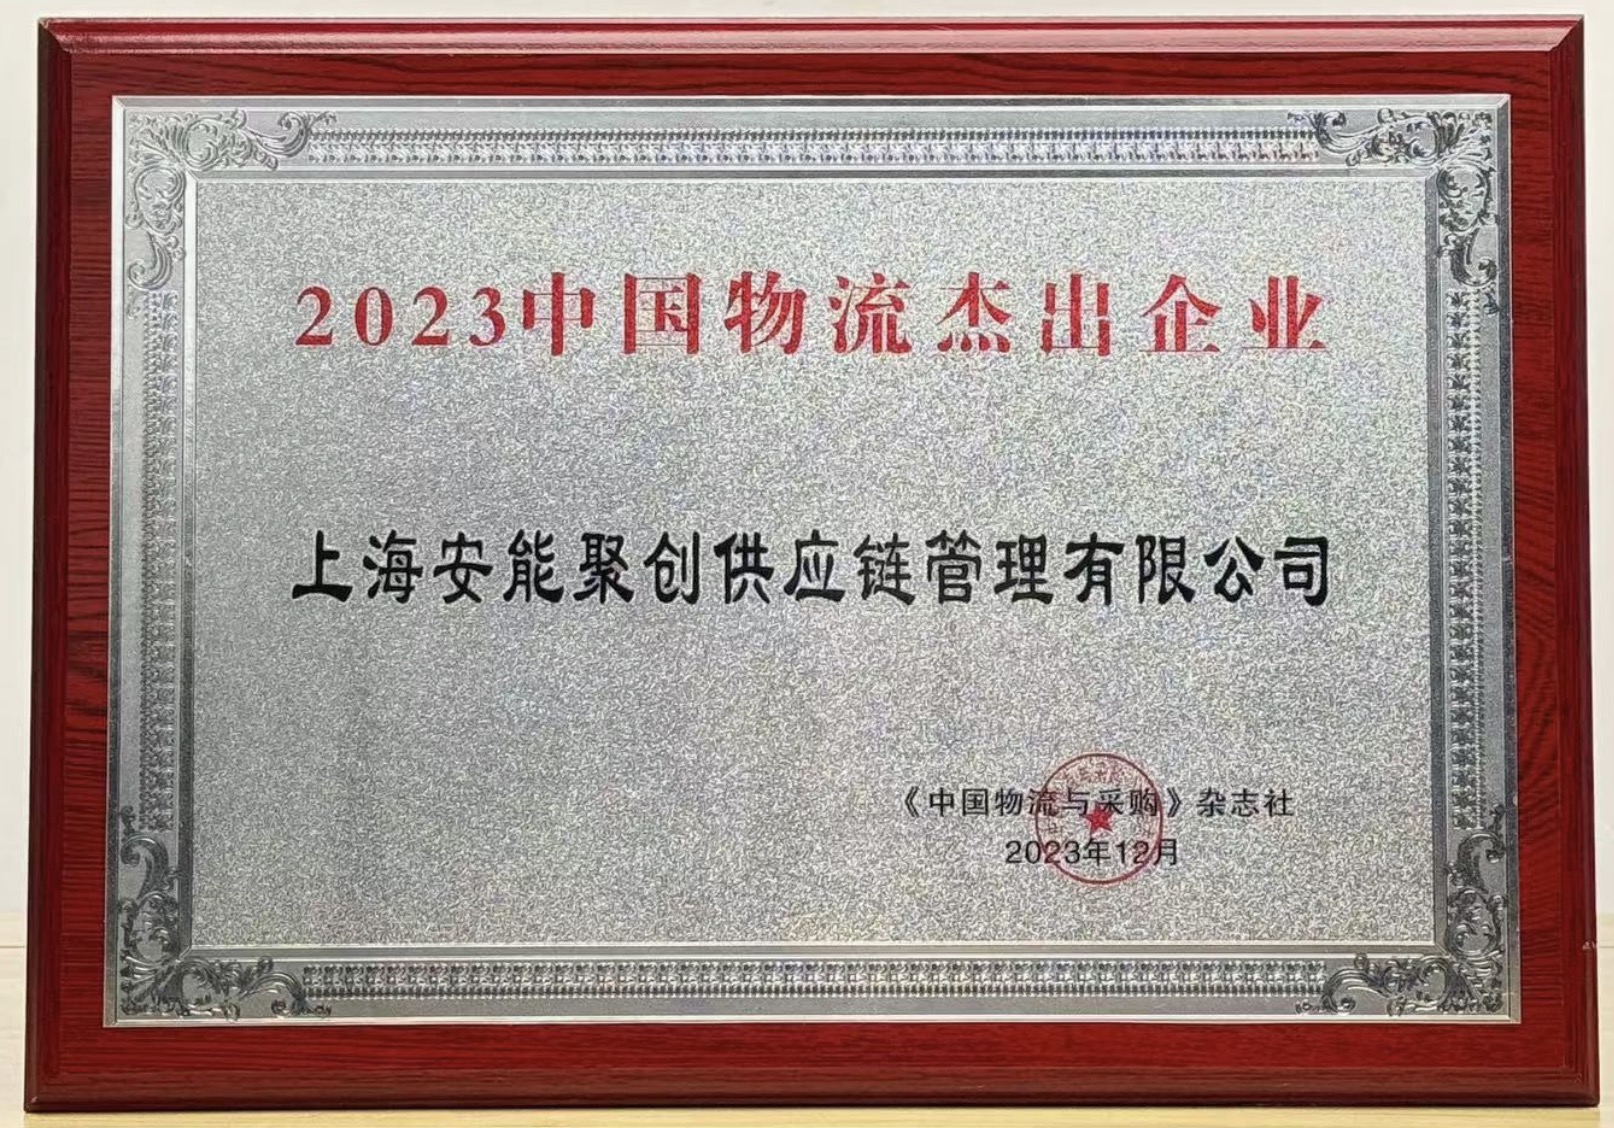 2023中国物流杰出企业
上海安能聚创供应链管理有限公司
《中国物流与采购》杂志社
2023年12月